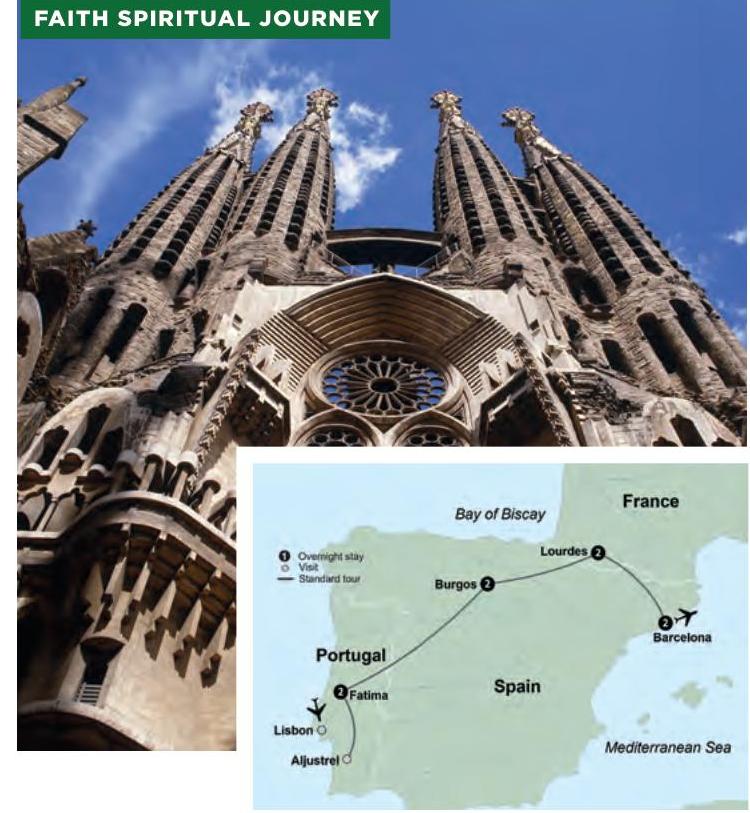 FAITH SPIRITUAL JOURNEY
France
Bay of Biscay
1 Overnight stay
Visit
Standard tour
Lourdes 2
Burgos 2
2
Barcelona
Portugal
Spain
2 Fatima
Lisbon
Mediterranean Sea
Aljustrel